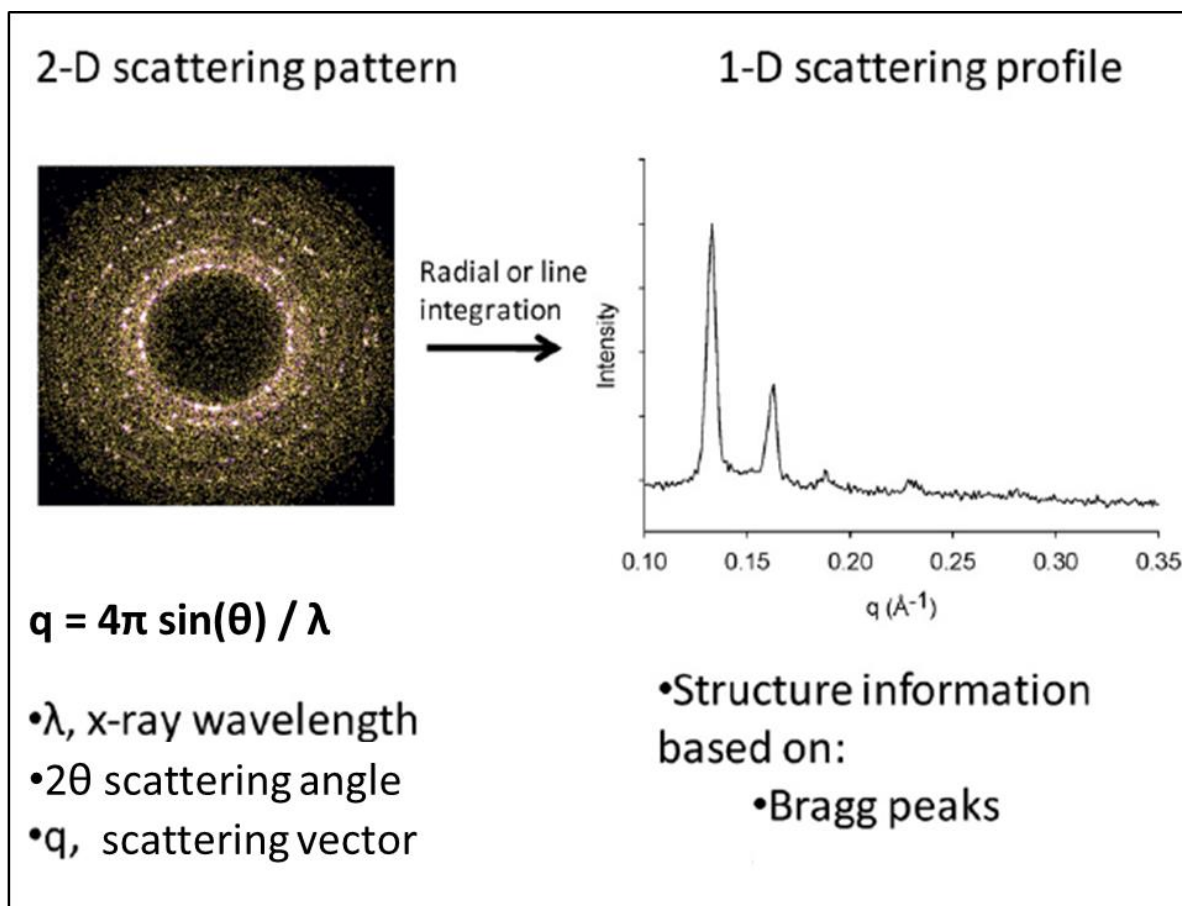 2-D scattering pattern
1-D scattering profile
Radial or line
integration
Intensity
0.10 0.15 0.20 0.25 0.30 0.35
q (Å-1)
q = 4π sin(θ) / λ
•λ, x-ray wavelength
•2θ scattering angle
•q, scattering vector
•Structure information
based on:
•Bragg peaks